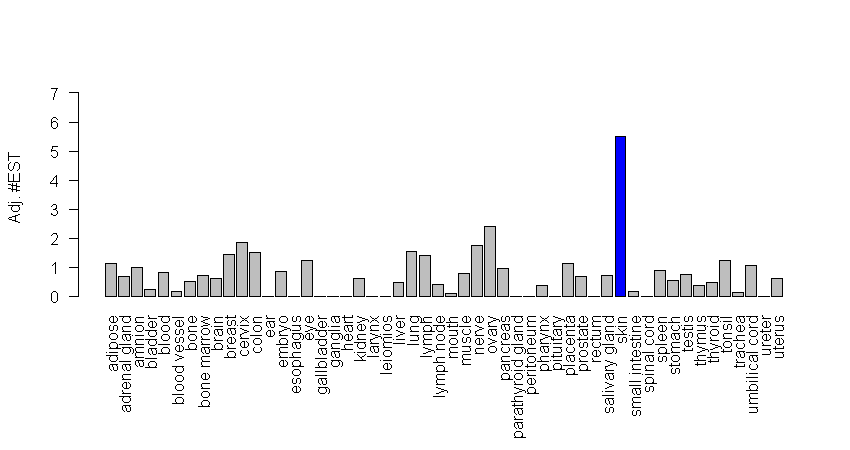 Adj. #EST
7
6
5
4
3
2
1
0
adipose
adrenal gland
amnion
bladder
blood
blood vessel
bone
bone marrow
brain
breast
cervix
colon
ear
embryo
esophagus
eye
gallbladder
ganglia
heart
kidney
larynx
leiomios
liver
lung
lymph
lymph node
mouth
muscle
nerve
ovary
pancreas
parathyroid gland
peritoneum
pharynx
pituitary
placenta
prostate
rectum
salivary gland
skin
small intestine
spinal cord
spleen
stomach
testis
thymus
thyroid
tonsil
trachea
umbilical cord
ureter
uterus